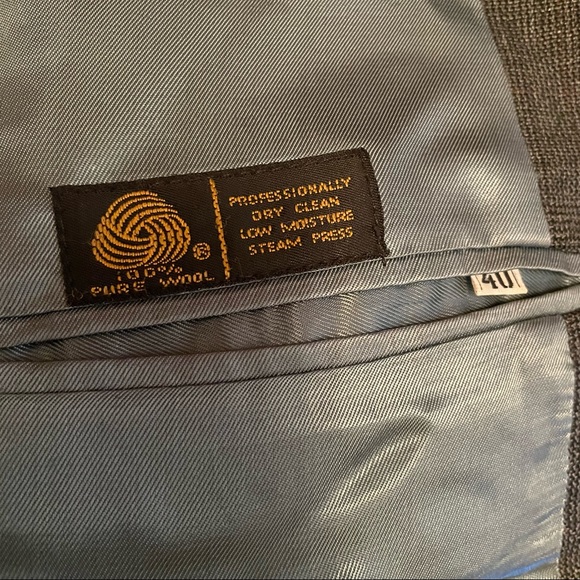 100%
PURE WOOL
®
PROFESSIONALLY
DRY CLEAN
LOW MOISTURE
STEAM PRESS
40